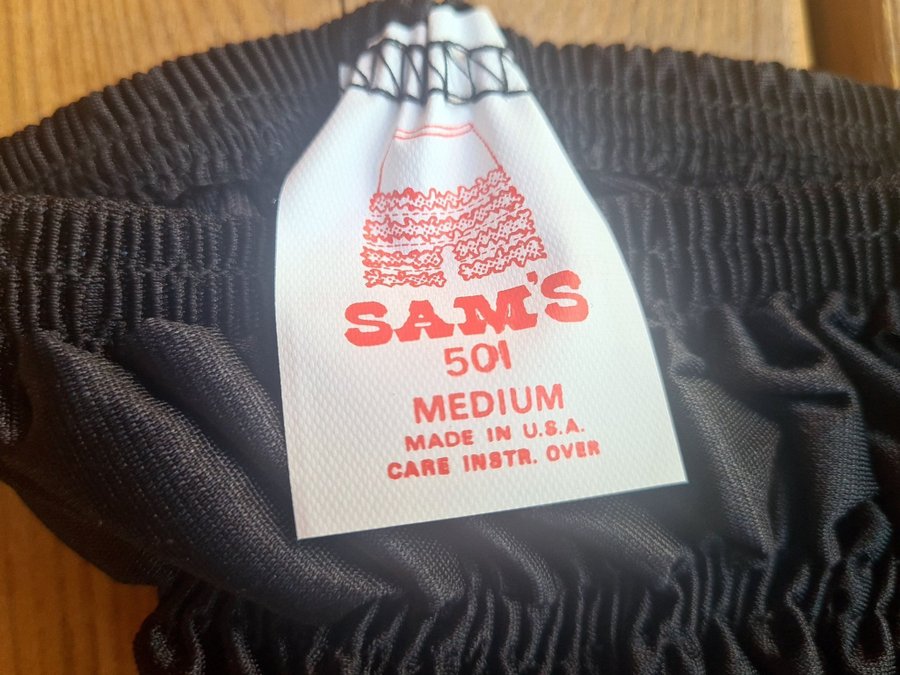 SAM'S
501
MEDIUM
MADE IN U.S.A.
CARE INSTR. OVER